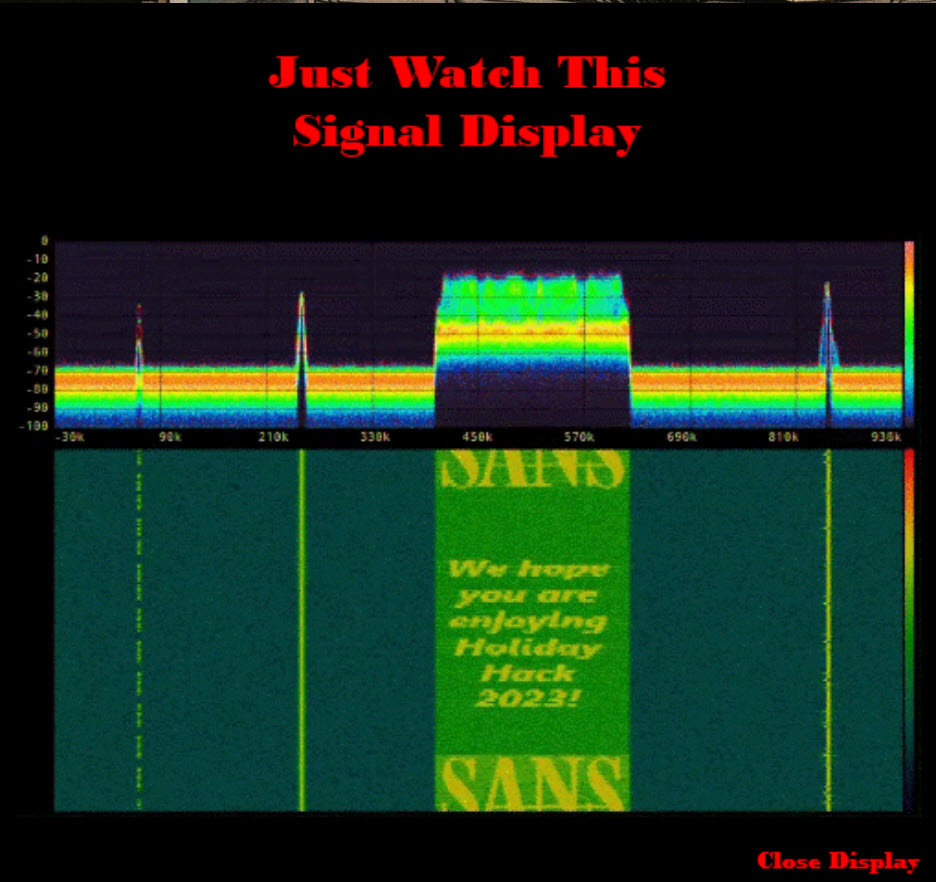 Just Watch This
Signal Display
0
-10
-20
-30
-40
-50
-60
-70
-80
-90
-100
-30k 90k 210k 330k 450k 570k 690k 810k 930k
SANS
We hope
you are
enjoying
Holiday
Hack
2023!
SANS
Close Display